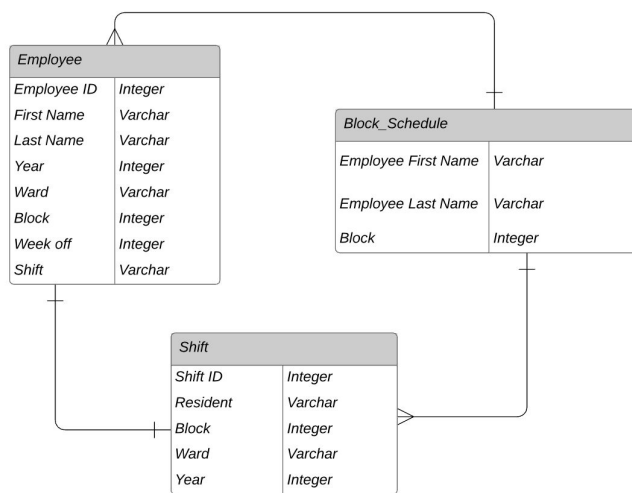 Employee
Employee ID Integer
First Name Varchar
Last Name Varchar
Year Integer
Ward Varchar
Block Integer
Week off Integer
Shift Varchar
Block_Schedule
Employee First Name Varchar
Employee Last Name Varchar
Block Integer
Shift
Shift ID Integer
Resident Varchar
Block Integer
Ward Varchar
Year Integer